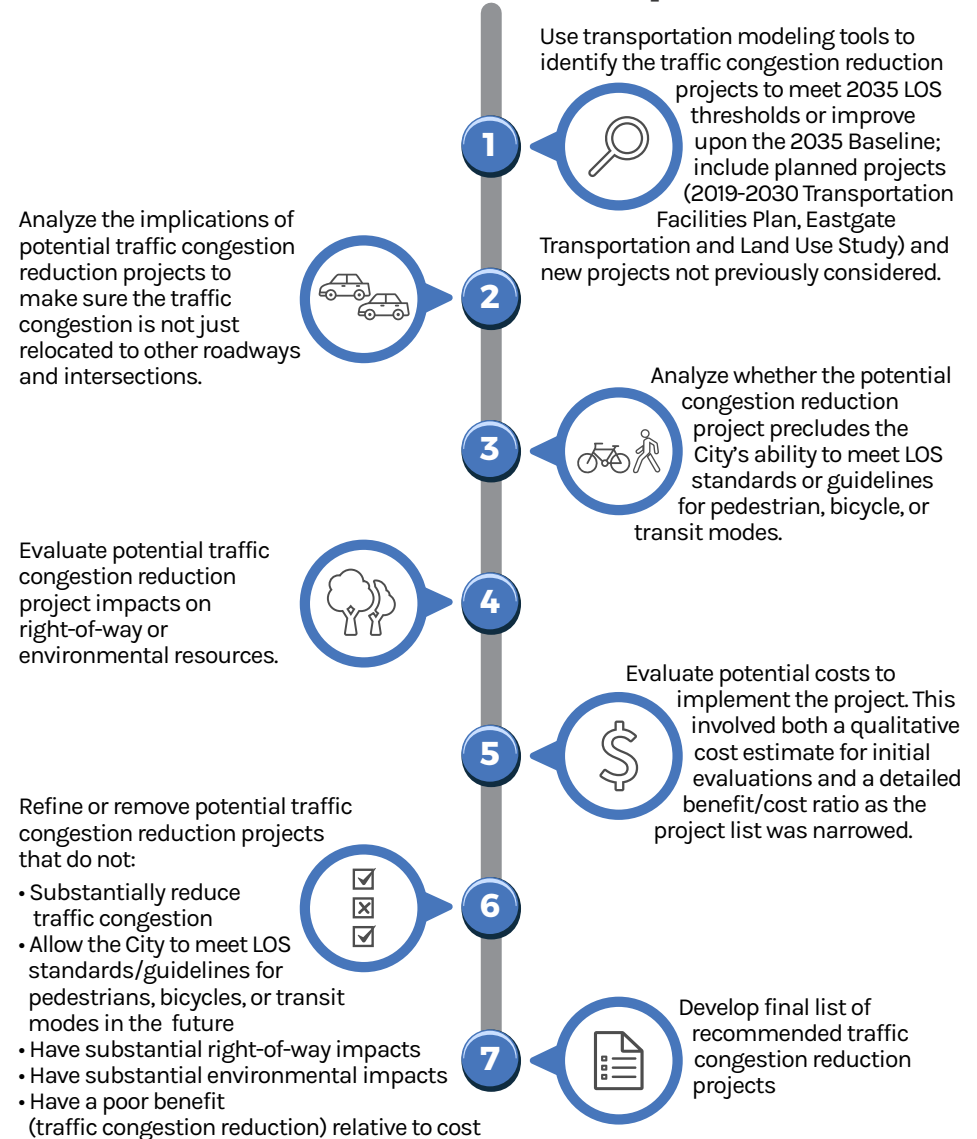 Use transportation modeling tools to
identify the traffic congestion reduction
projects to meet 2035 LOS
thresholds or improve
upon the 2035 Baseline;
include planned projects
(2019-2030 Transportation
Facilities Plan, Eastgate
Transportation and Land Use Study) and
new projects not previously considered.
1
Analyze the implications of
potential traffic congestion
reduction projects to
make sure the traffic
congestion is not just
relocated to other roadways
and intersections.
2
Analyze whether the potential
congestion reduction
project precludes the
City's ability to meet LOS
standards or guidelines
for pedestrian, bicycle, or
transit modes.
3
Evaluate potential traffic
congestion reduction
project impacts on
right-of-way or
environmental resources.
4
Evaluate potential costs to
implement the project. This
involved both a qualitative
cost estimate for initial
evaluations and a detailed
benefit/cost ratio as the
project list was narrowed.
5
Refine or remove potential traffic
congestion reduction projects
that do not:
• Substantially reduce
traffic congestion
• Allow the City to meet LOS
standards/guidelines for
pedestrians, bicycles, or transit
modes in the future
• Have substantial right-of-way impacts
• Have substantial environmental impacts
• Have a poor benefit
(traffic congestion reduction) relative to cost
6
Develop final list of
recommended traffic
congestion reduction
projects
7